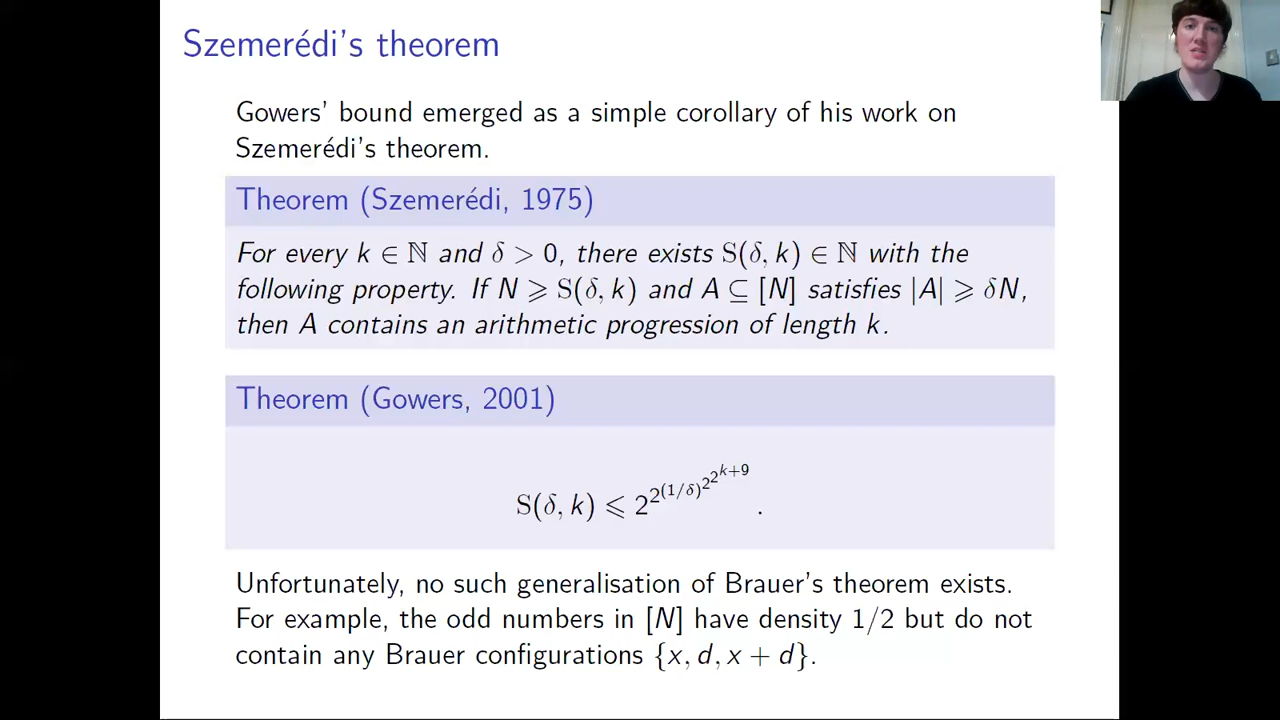 Szemerédi's theorem
Gowers' bound emerged as a simple corollary of his work on
Szemerédi's theorem.
Theorem (Szemerédi, 1975)
For every k ∈ ℕ and δ > 0, there exists S(δ, k) ∈ ℕ with the
following property. If N ⩾ S(δ, k) and A ⊆ [N] satisfies |A| ⩾ δN,
then A contains an arithmetic progression of length k.
Theorem (Gowers, 2001)
S(δ, k) ⩽ 2^{2^{(1/δ)^{2^{2^{k+9}}}}}.
Unfortunately, no such generalisation of Brauer's theorem exists.
For example, the odd numbers in [N] have density 1/2 but do not
contain any Brauer configurations {x, d, x + d}.